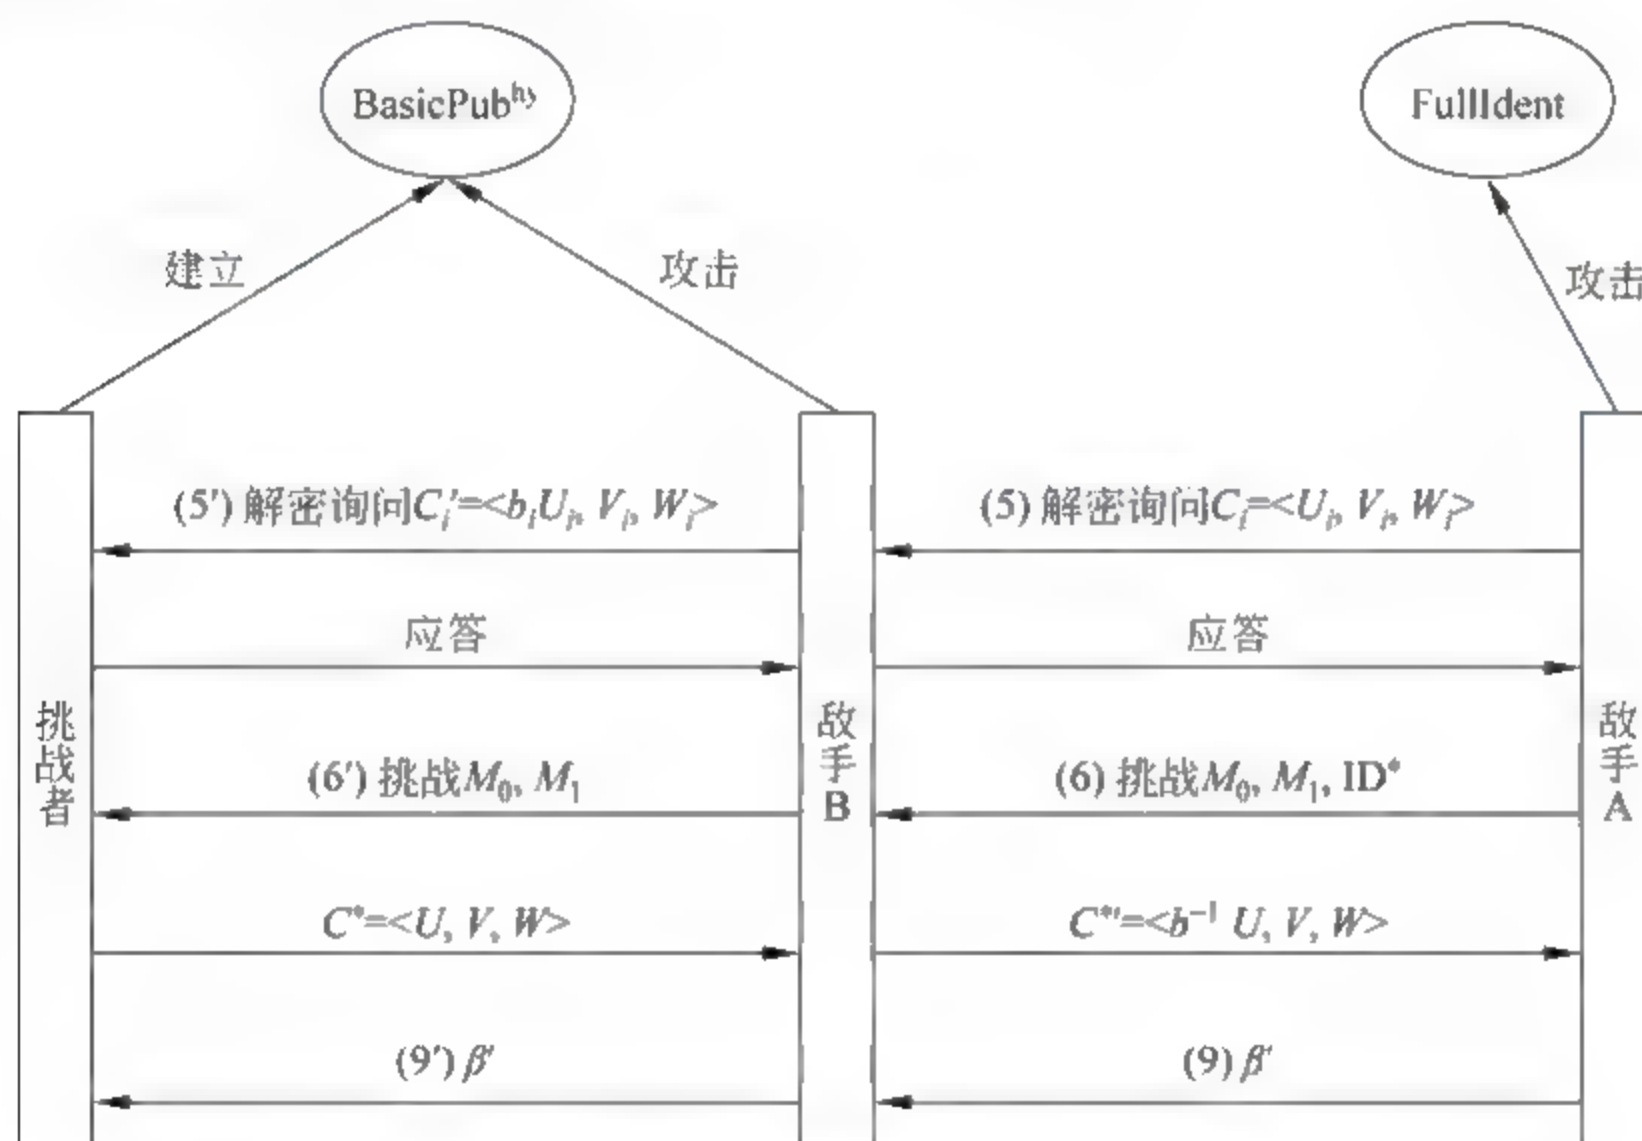 BasicPub^hy
FullIdent
建立
攻击
攻击
(5′) 解密询问C_i′=<b_iU_i, V_i, W_i>
(5) 解密询问C_i=<U_i, V_i, W_i>
应答
应答
挑战者
敌手B
敌手A
(6′) 挑战M_0, M_1
(6) 挑战M_0, M_1, ID*
C*=<U, V, W>
C*′=<b^−1 U, V, W>
(9′) β′
(9) β′